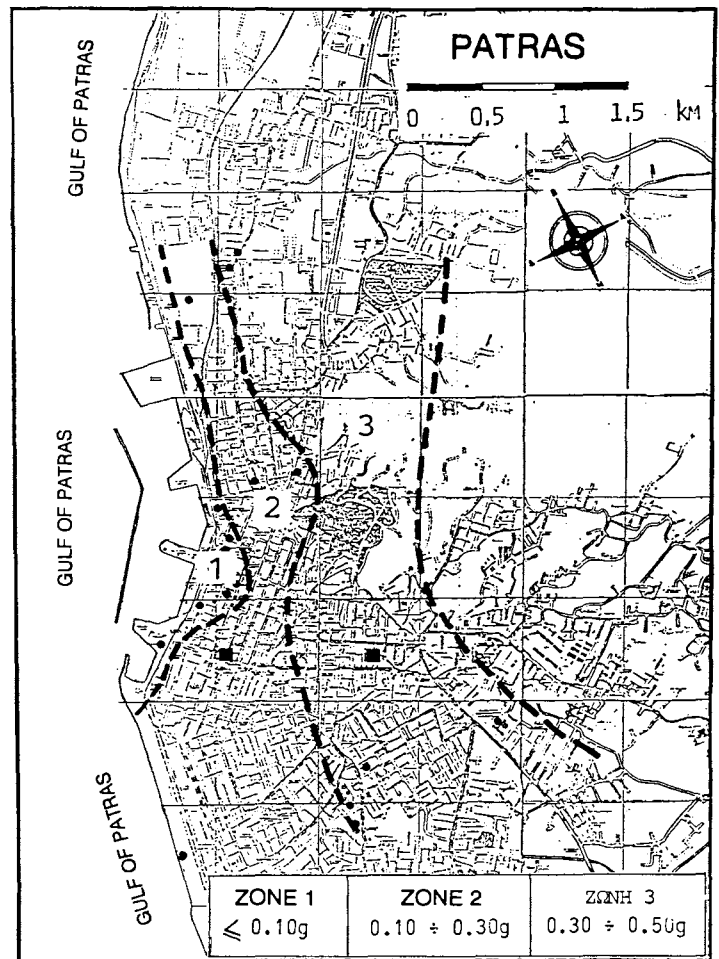 PATRAS
0 0.5 1 1.5 KM
GULF OF PATRAS
GULF OF PATRAS
GULF OF PATRAS
3
2
1
ZONE 1
⩽ 0.10g
ZONE 2
0.10 ÷ 0.30g
ΖΩΝΗ 3
0.30 ÷ 0.50g